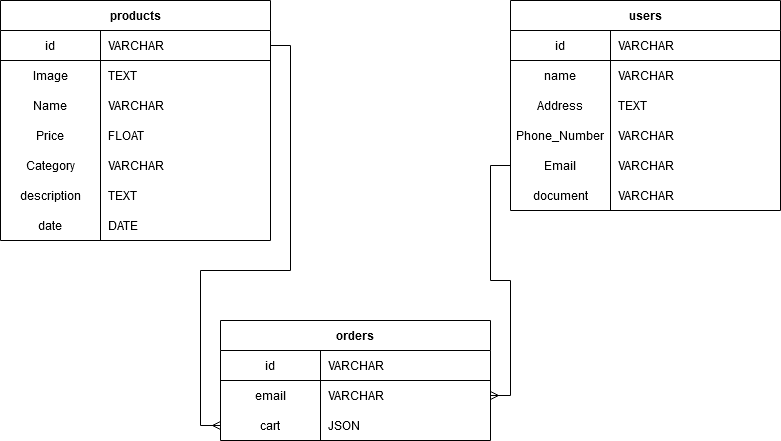 products
id VARCHAR
Image TEXT
Name VARCHAR
Price FLOAT
Category VARCHAR
description TEXT
date DATE
users
id VARCHAR
name VARCHAR
Address TEXT
Phone_Number VARCHAR
Email VARCHAR
document VARCHAR
orders
id VARCHAR
email VARCHAR
cart JSON